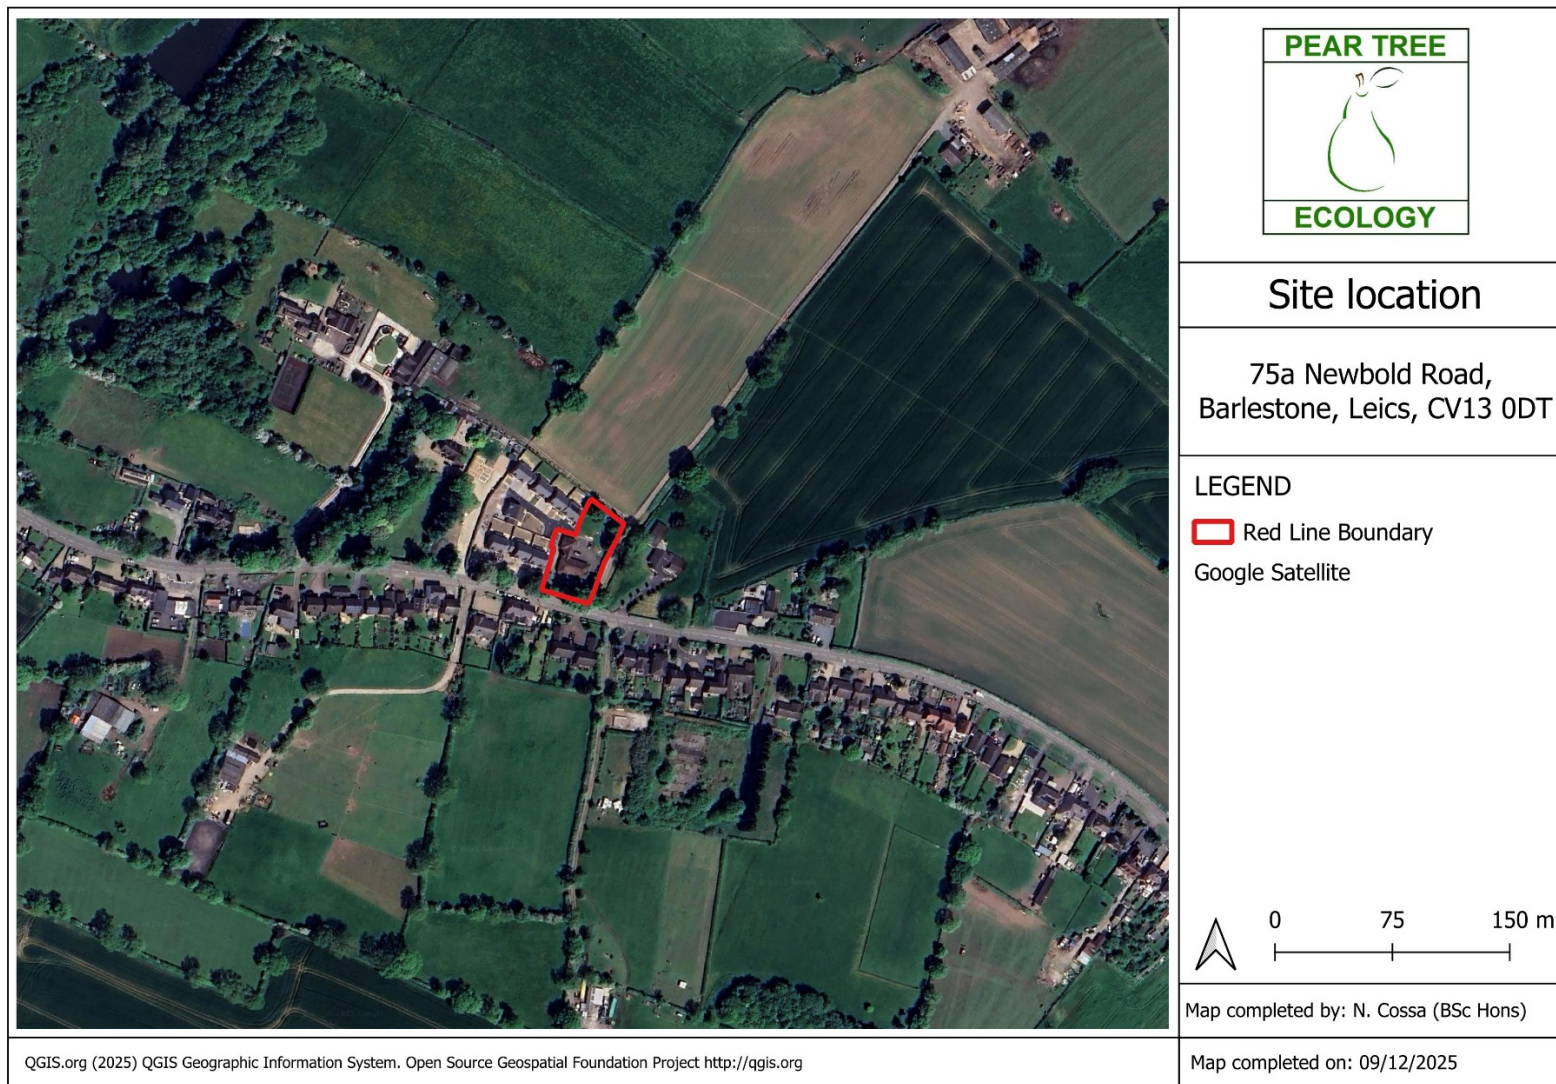 PEAR TREE
ECOLOGY
Site location
75a Newbold Road,
Barlestone, Leics, CV13 0DT
LEGEND
Red Line Boundary
Google Satellite
0 75 150 m
Map completed by: N. Cossa (BSc Hons)
QGIS.org (2025) QGIS Geographic Information System. Open Source Geospatial Foundation Project http://qgis.org
Map completed on: 09/12/2025